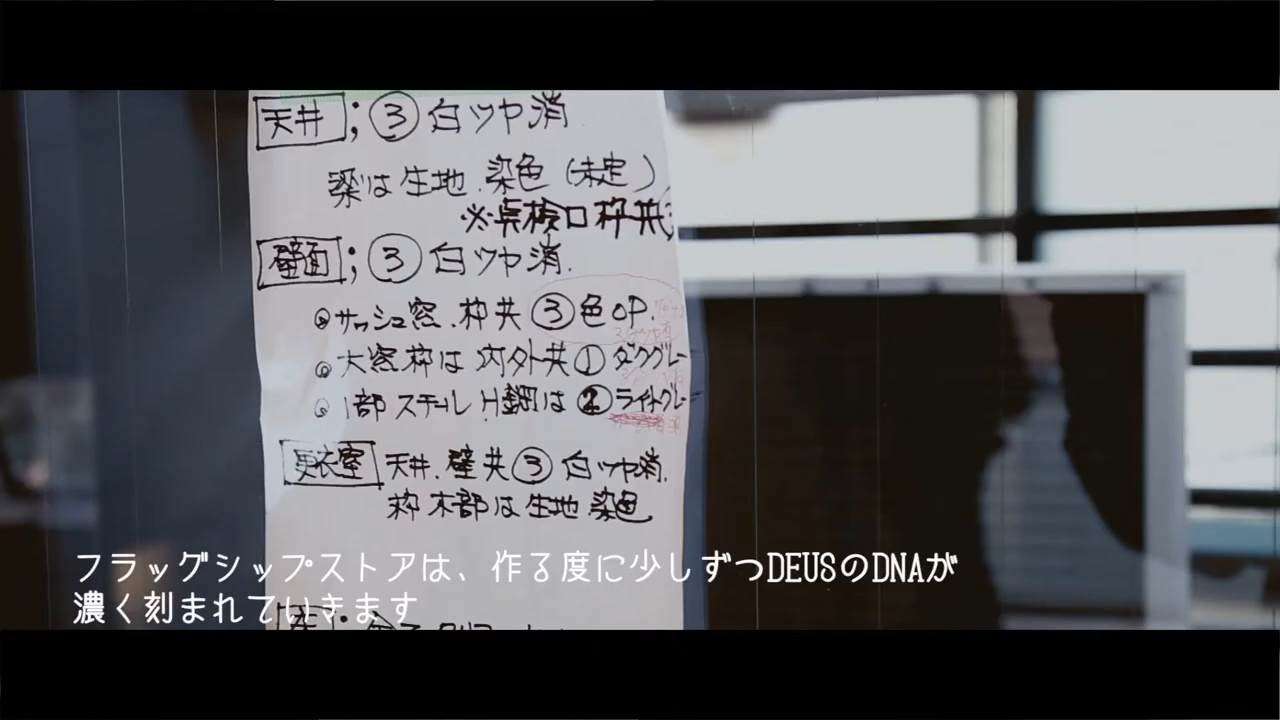 天井；③白ツヤ消
梁は生地.染色(未定)
※点検口枠共
壁面；③白ツヤ消.
サッシュ窓.枠共③色OP.
大窓枠は内外共①ダークグレー
1部スチールH鋼は②ライトグレー
更衣室 天井.壁共③白ツヤ消.
枠木部は生地.染色
フラッグシップストアは、作る度に少しずつDEUSのDNAが
濃く刻まれていきます